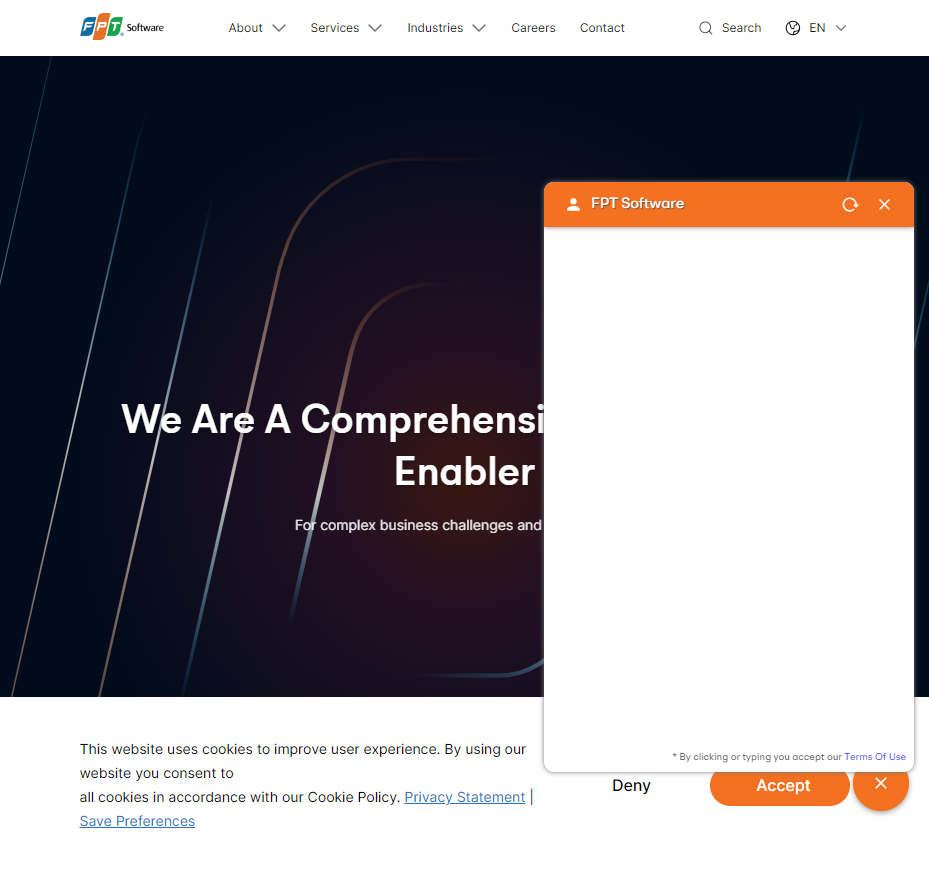 FPT Software
About
Services
Industries
Careers
Contact
Search
EN
FPT Software
We Are A Comprehensi
Enabler
For complex business challenges and
* By clicking or typing you accept our Terms Of Use
This website uses cookies to improve user experience. By using our
website you consent to
all cookies in accordance with our Cookie Policy. Privacy Statement |
Save Preferences
Deny
Accept